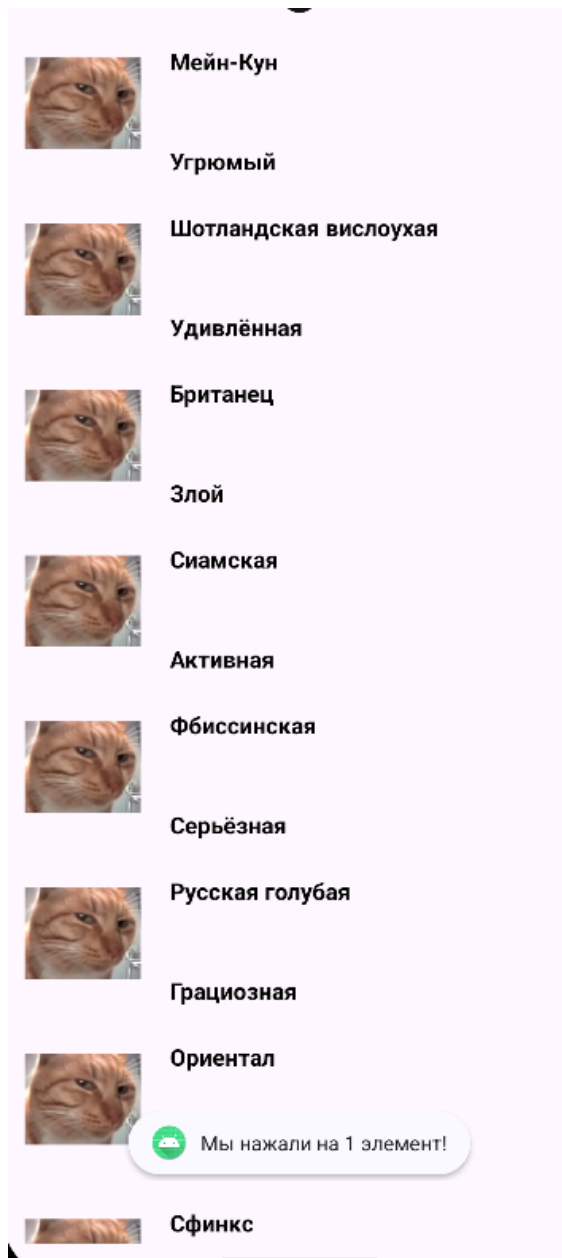 Мейн-Кун
Угрюмый
Шотландская вислоухая
Удивлённая
Британец
Злой
Сиамская
Активная
Фбиссинская
Серьёзная
Русская голубая
Грациозная
Ориентал
Мы нажали на 1 элемент!
Сфинкс